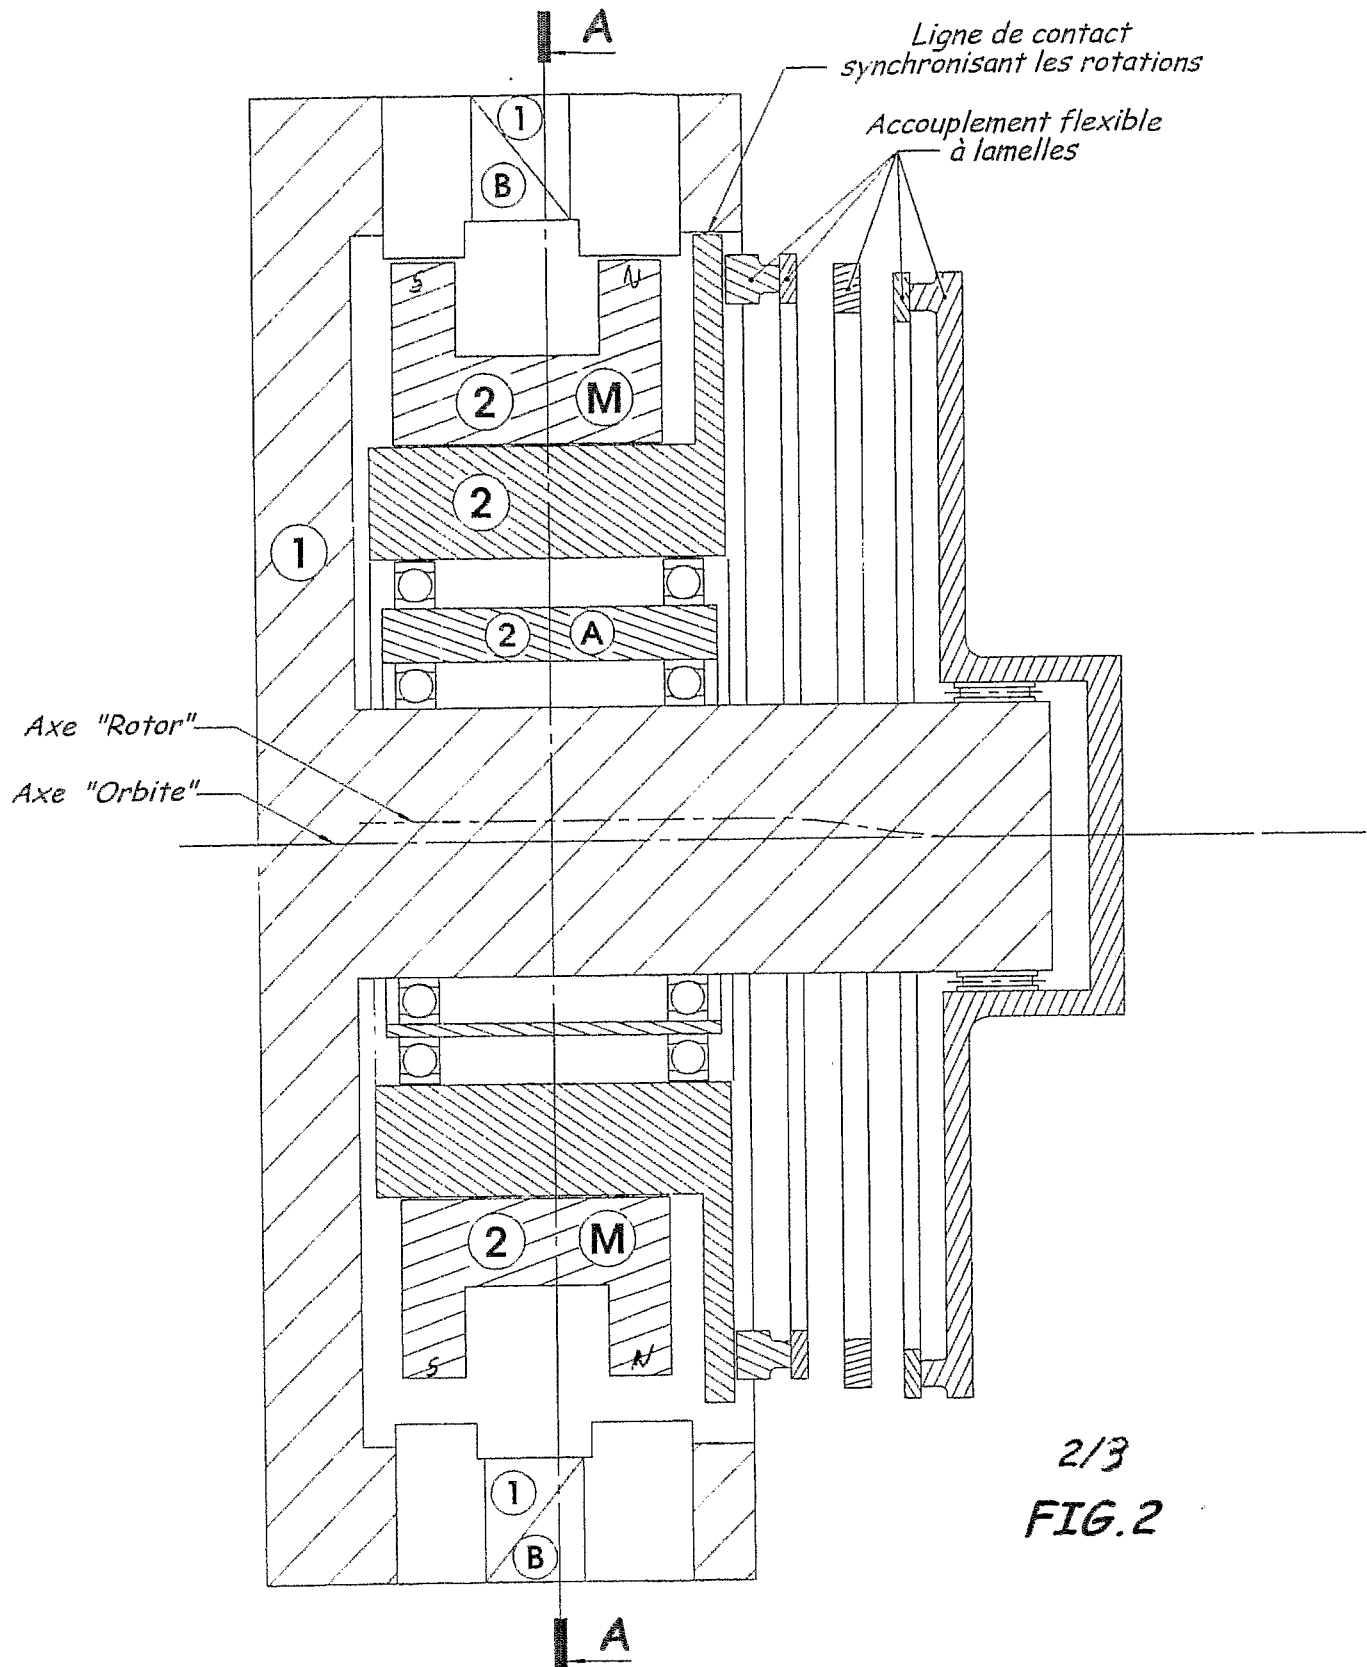 A
Ligne de contact
synchronisant les rotations
Accouplement flexible
à lamelles
1
B
S
N
2 M
2
1
2 A
Axe "Rotor"
Axe "Orbite"
2 M
S
N
1
B
2/3
FIG.2
A